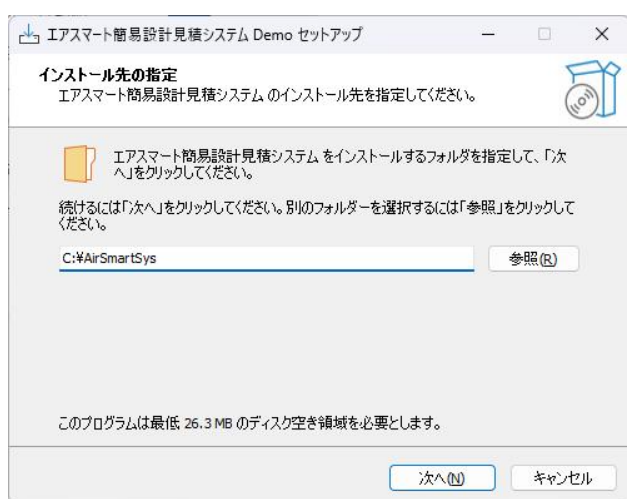 エアスマート簡易設計見積システム Demo セットアップ
インストール先の指定
エアスマート簡易設計見積システム のインストール先を指定してください。
エアスマート簡易設計見積システム をインストールするフォルダを指定して、「次
へ」をクリックしてください。
続けるには「次へ」をクリックしてください。別のフォルダーを選択するには「参照」をクリックして
ください。
C:¥AirSmartSys
参照(R)
このプログラムは最低 26.3 MB のディスク空き領域を必要とします。
次へ(N)
キャンセル